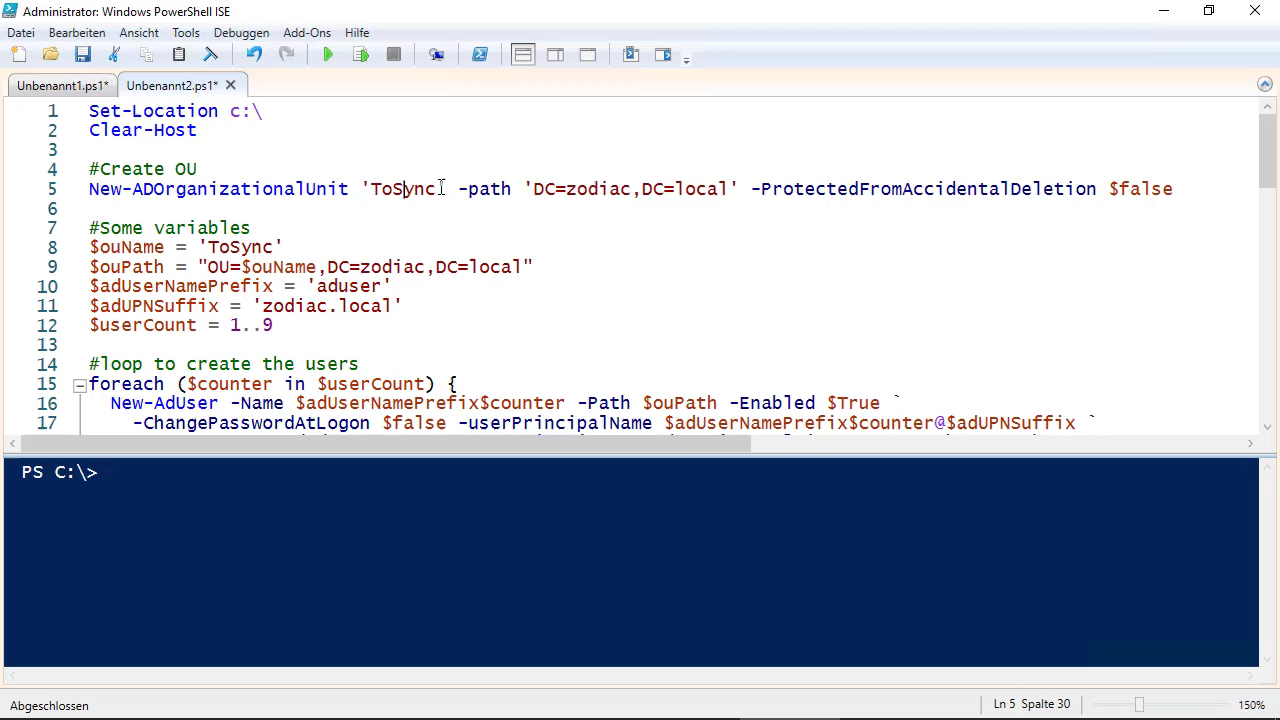 Administrator: Windows PowerShell ISE
Datei Bearbeiten Ansicht Tools Debuggen Add-Ons Hilfe
Unbenannt1.ps1* Unbenannt2.ps1*
1 Set-Location c:\
2 Clear-Host
3
4 #Create OU
5 New-ADOrganizationalUnit 'ToSync' -path 'DC=zodiac,DC=local' -ProtectedFromAccidentalDeletion $false
6
7 #Some variables
8 $ouName = 'ToSync'
9 $ouPath = "OU=$ouName,DC=zodiac,DC=local"
10 $adUserNamePrefix = 'aduser'
11 $adUPNSuffix = 'zodiac.local'
12 $userCount = 1..9
13
14 #loop to create the users
15 foreach ($counter in $userCount) {
16 New-AdUser -Name $adUserNamePrefix$counter -Path $ouPath -Enabled $True `
17 -ChangePasswordAtLogon $false -userPrincipalName $adUserNamePrefix$counter@$adUPNSuffix `
PS C:\>
Abgeschlossen Ln 5 Spalte 30 150%